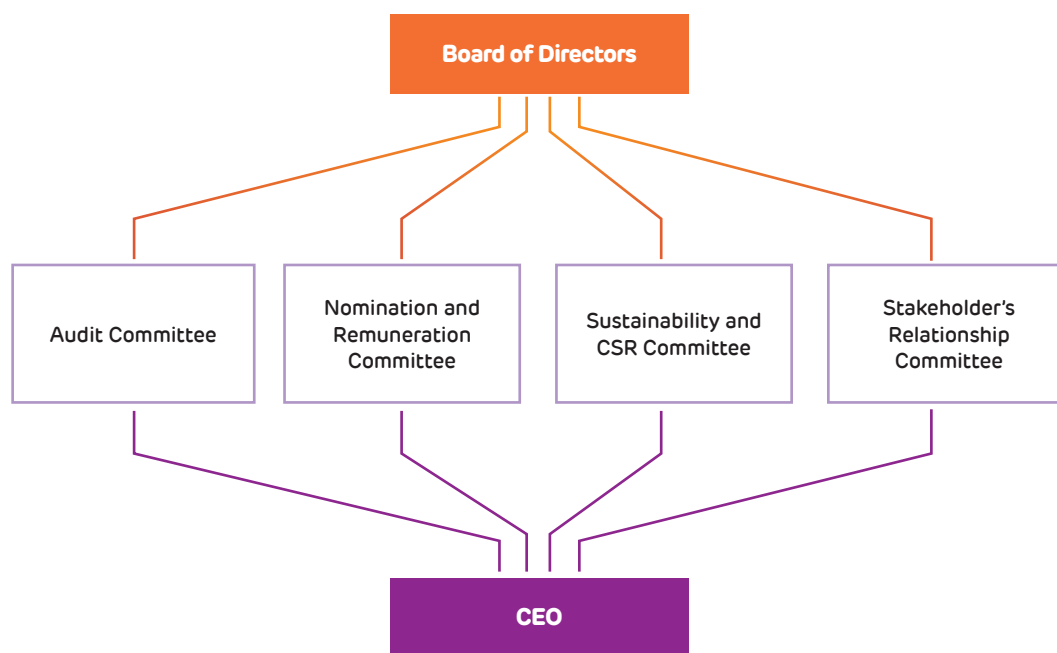 Board of Directors
Audit Committee
Nomination and
Remuneration
Committee
Sustainability and
CSR Committee
Stakeholder’s
Relationship
Committee
CEO